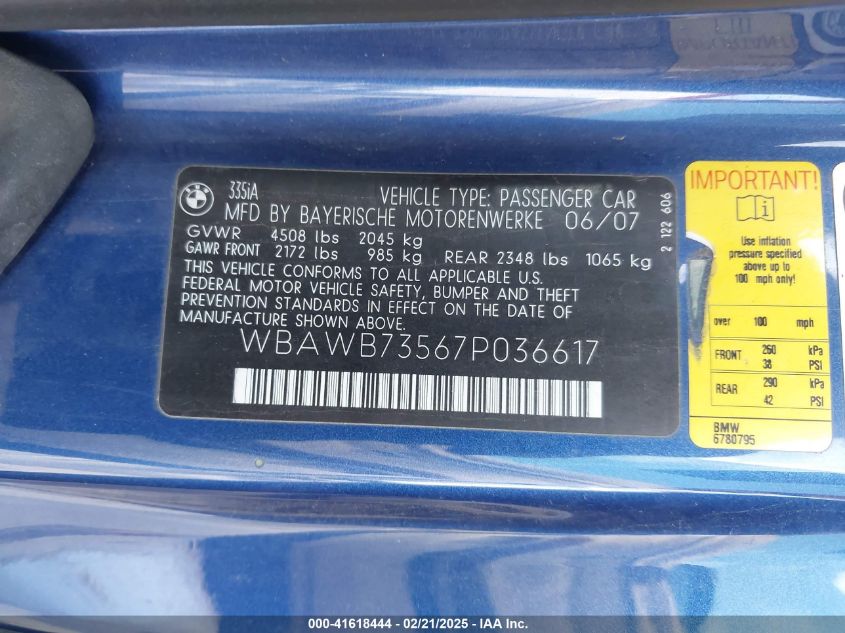 BMW
335iA
VEHICLE TYPE: PASSENGER CAR
MFD BY BAYERISCHE MOTORENWERKE 06/07
GVWR 4508 lbs 2045 kg
GAWR FRONT 2172 lbs 985 kg REAR 2348 lbs 1065 kg
THIS VEHICLE CONFORMS TO ALL APPLICABLE U.S.
FEDERAL MOTOR VEHICLE SAFETY, BUMPER AND THEFT
PREVENTION STANDARDS IN EFFECT ON THE DATE OF
MANUFACTURE SHOWN ABOVE.
WBAWB73567P036617
2 122 606
IMPORTANT!
Use inflation
pressure specified
above up to
100 mph only!
over 100 mph
FRONT 260 kPa
38 PSI
REAR 290 kPa
42 PSI
BMW
6780795
000-41618444 - 02/21/2025 - IAAI.COM